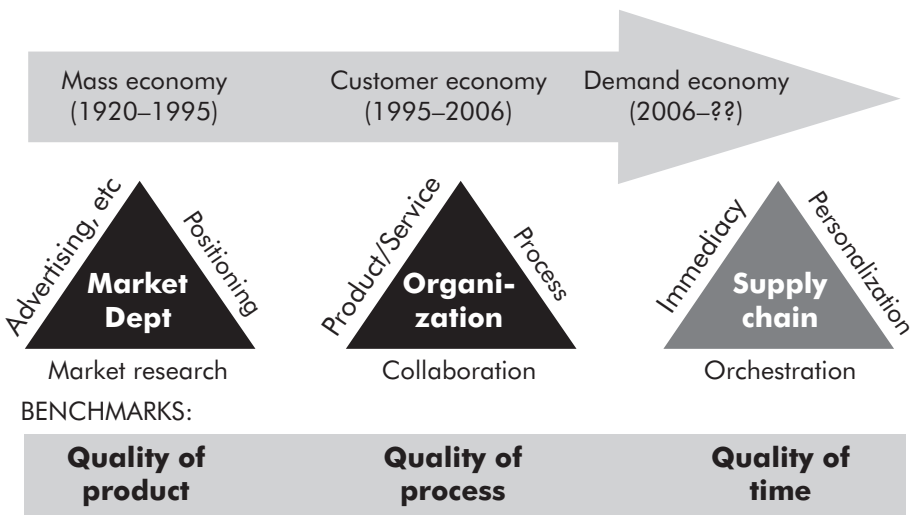 Mass economy
(1920–1995)
Customer economy
(1995–2006)
Demand economy
(2006–??)
Advertising, etc
Positioning
Market
Dept
Market research
Product/Service
Process
Organi-
zation
Collaboration
Immediacy
Personalization
Supply
chain
Orchestration
BENCHMARKS:
Quality of
product
Quality of
process
Quality of
time